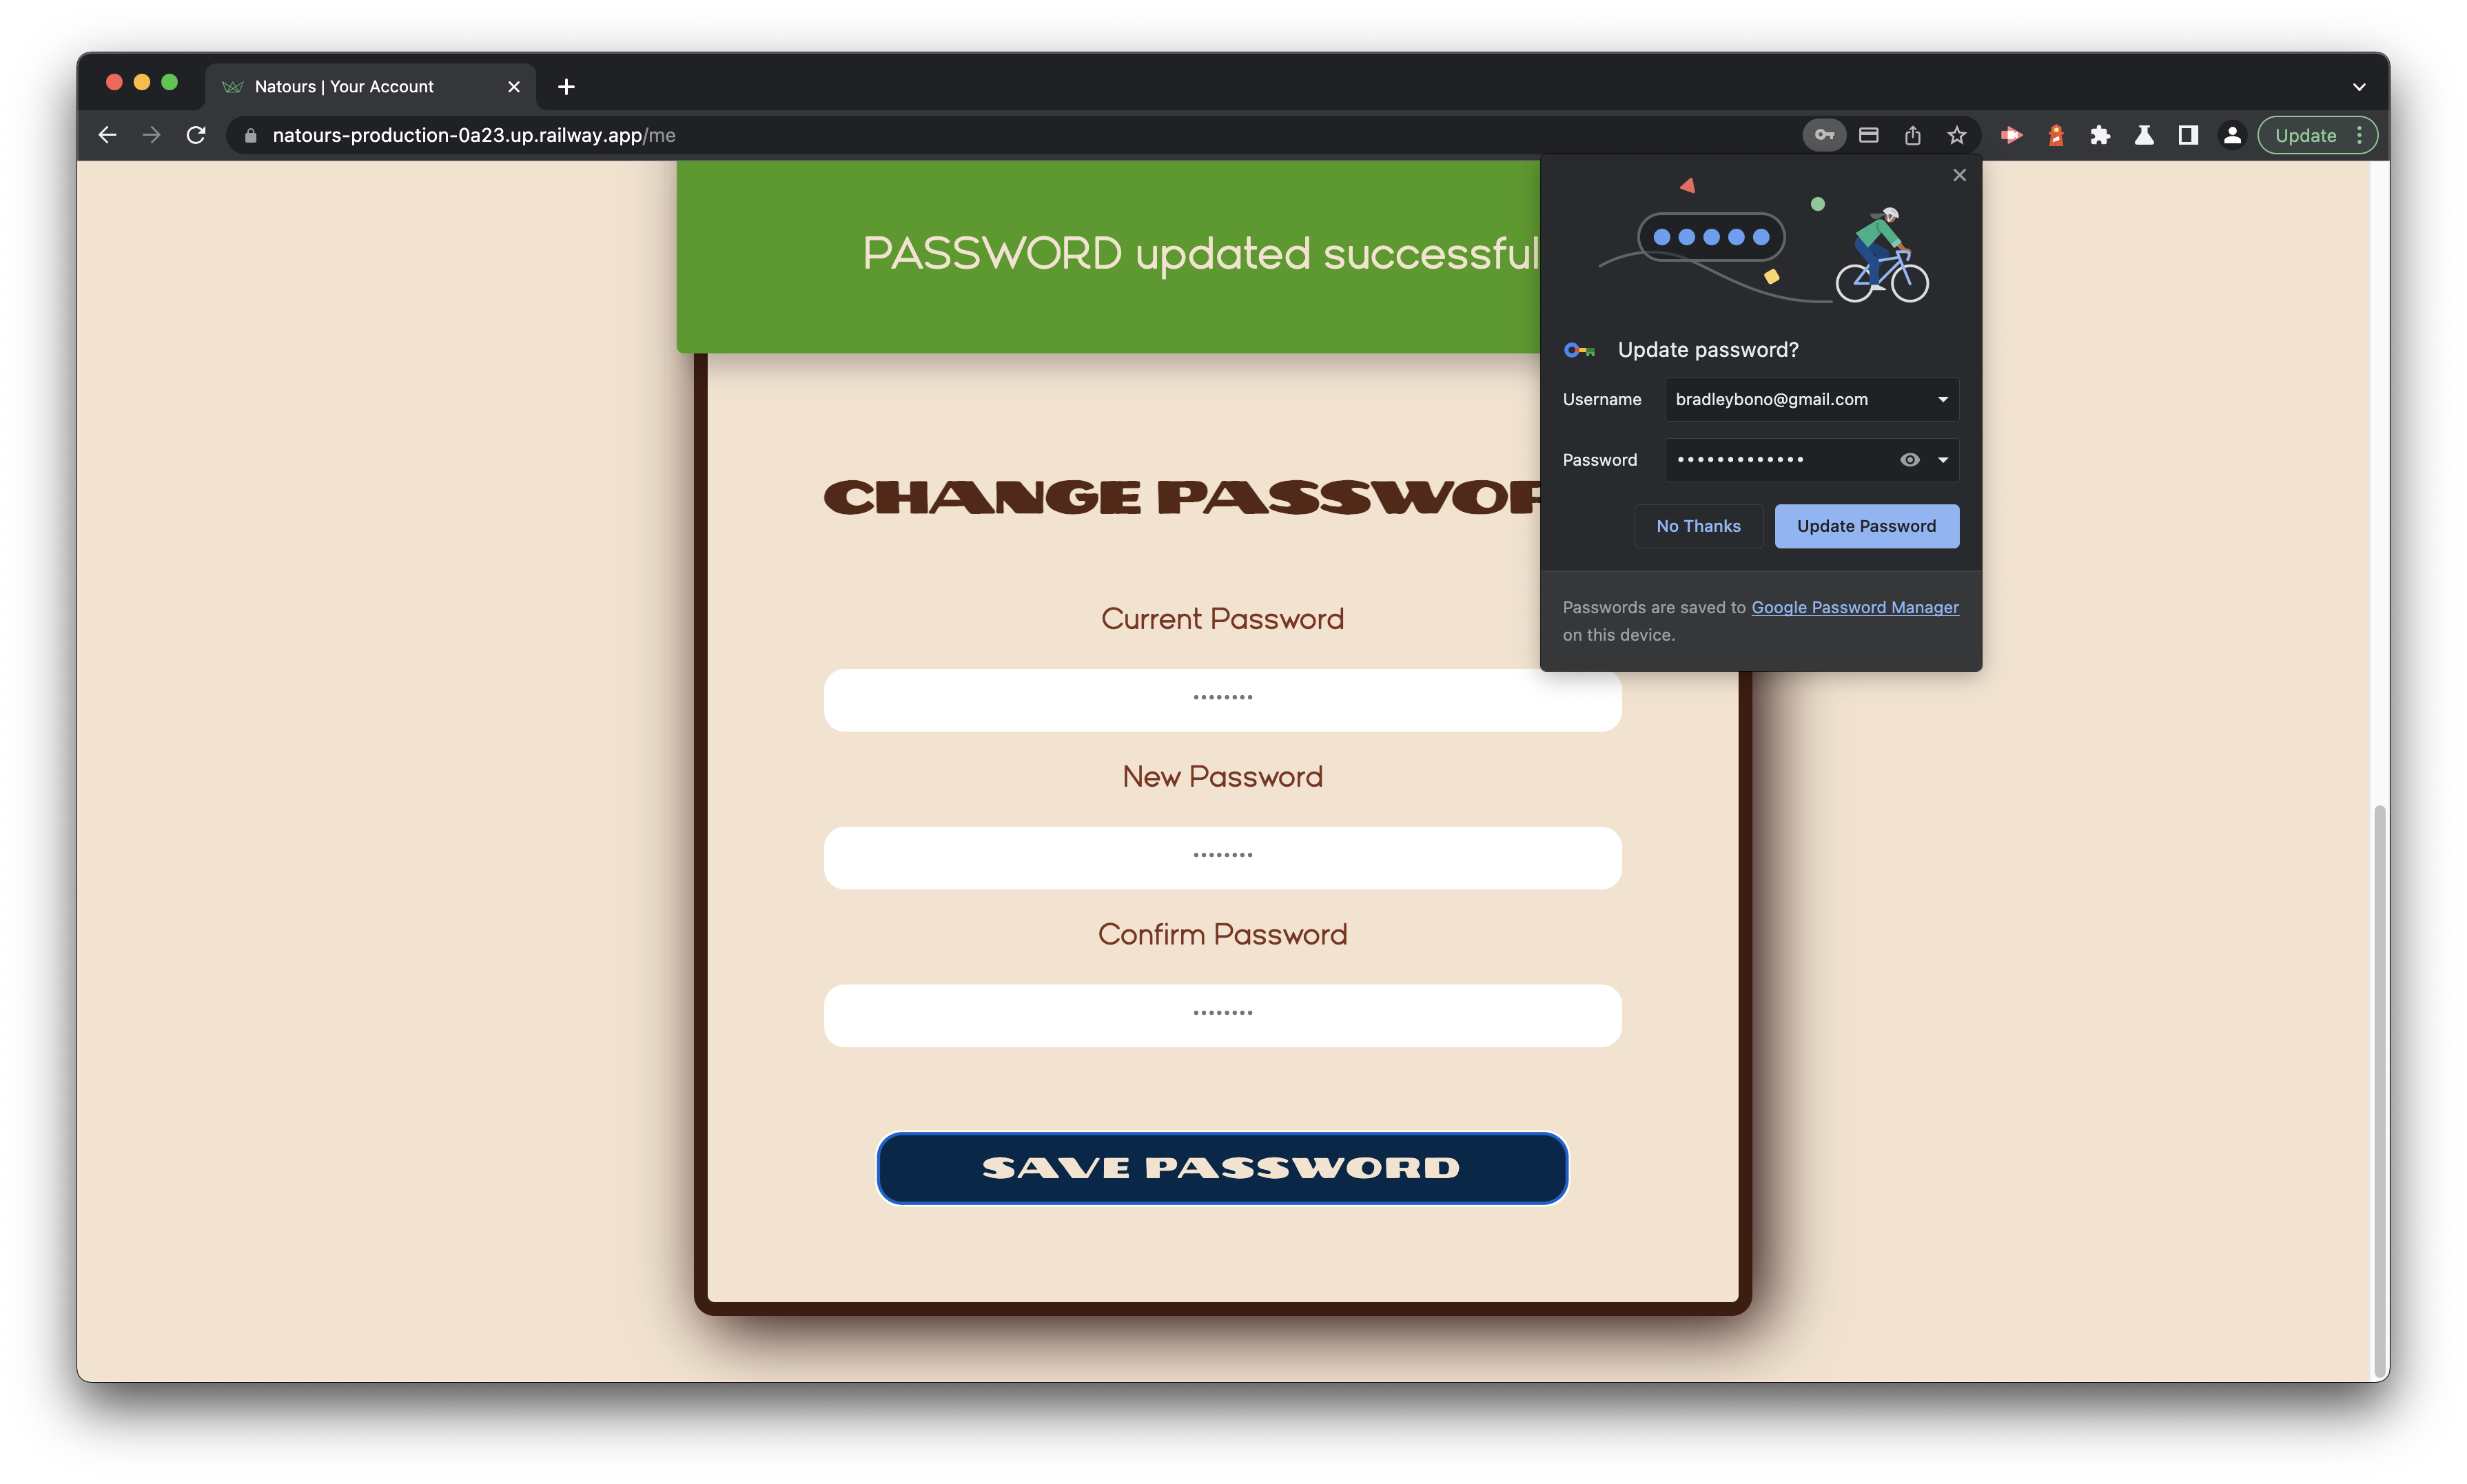 Natours | Your Account
natours-production-0a23.up.railway.app/me
Update
PASSWORD updated successful
Update password?
Username
bradleybono@gmail.com
Password
•••••••••••••
No Thanks
Update Password
Passwords are saved to Google Password Manager
on this device.
CHANGE PASSWOR
Current Password
••••••••
New Password
••••••••
Confirm Password
••••••••
SAVE PASSWORD